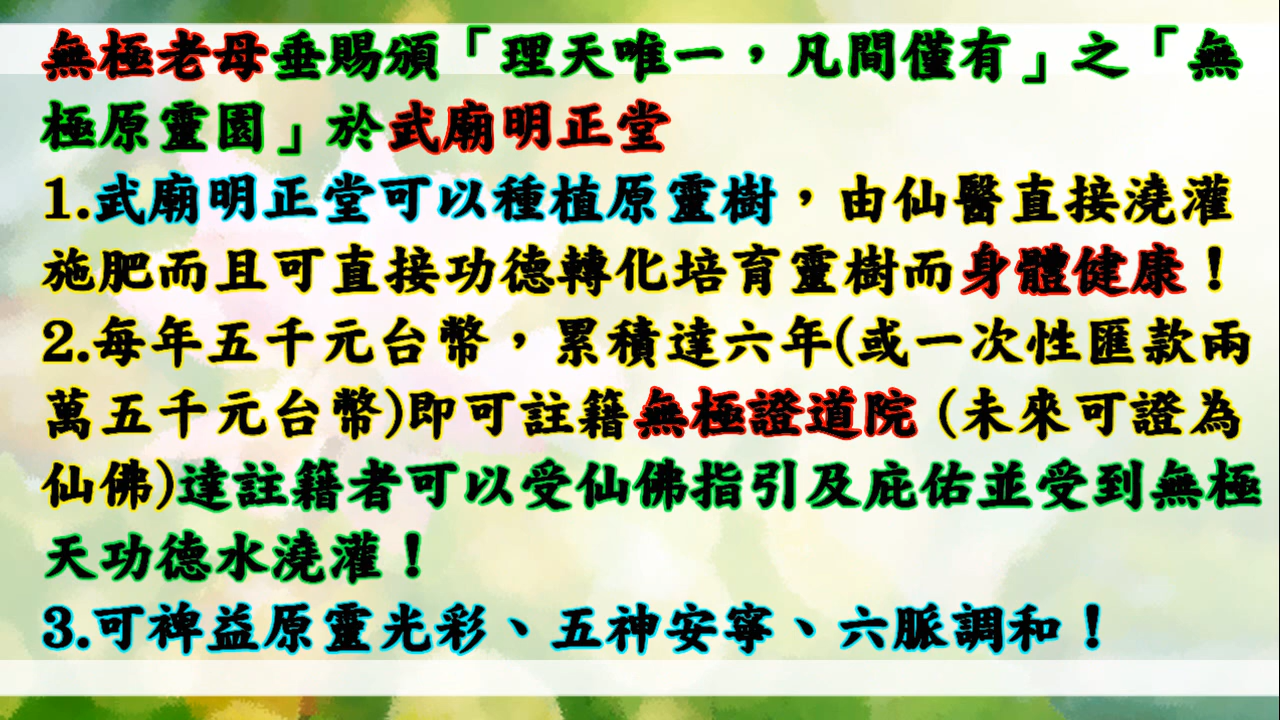 無極老母垂賜頒「理天唯一，凡間僅有」之「無
極原靈園」於武廟明正堂
1.武廟明正堂可以種植原靈樹，由仙醫直接澆灌
施肥而且可直接功德轉化培育靈樹而身體健康！
2.每年五千元台幣，累積達六年(或一次性匯款兩
萬五千元台幣)即可註籍無極證道院 (未來可證為
仙佛)達註籍者可以受仙佛指引及庇佑並受到無極
天功德水澆灌！
3.可裨益原靈光彩、五神安寧、六脈調和！